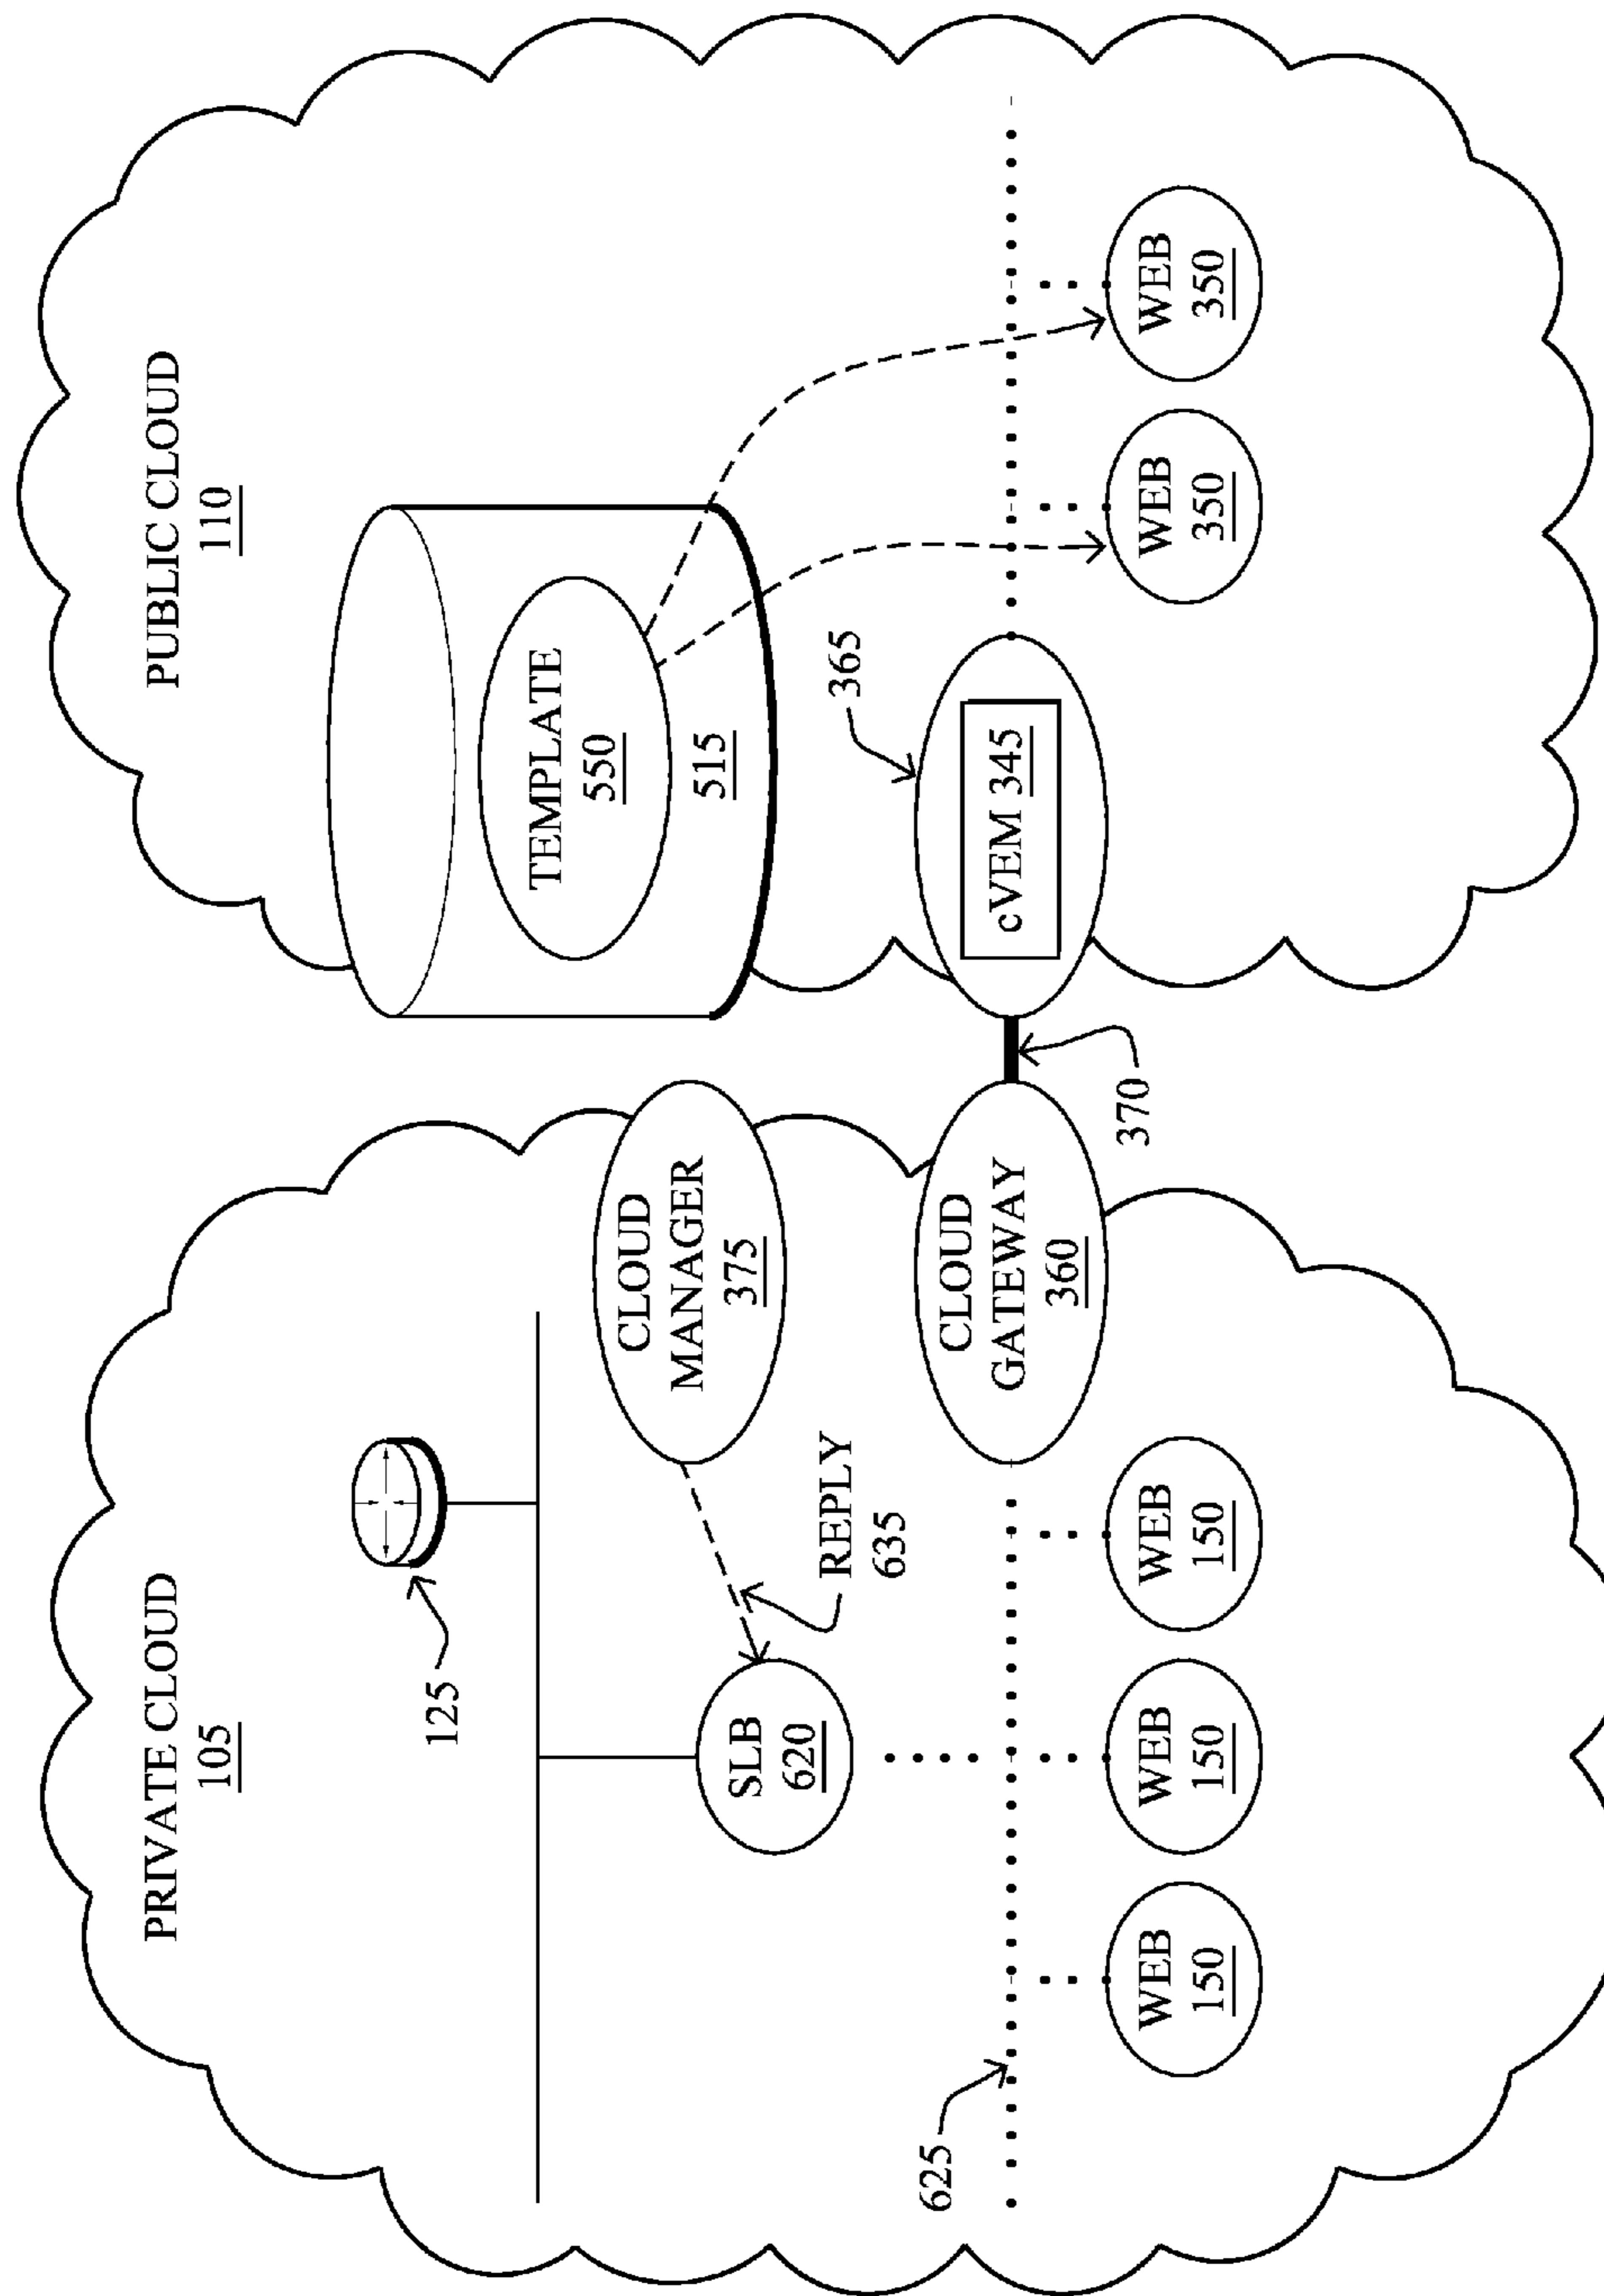 PRIVATE CLOUD
105
125
SLB
620
REPLY
635
CLOUD
MANAGER
375
625
CLOUD
GATEWAY
360
WEB
150
WEB
150
WEB
150
370
PUBLIC CLOUD
110
TEMPLATE
550
515
365
cVEM 345
WEB
350
WEB
350